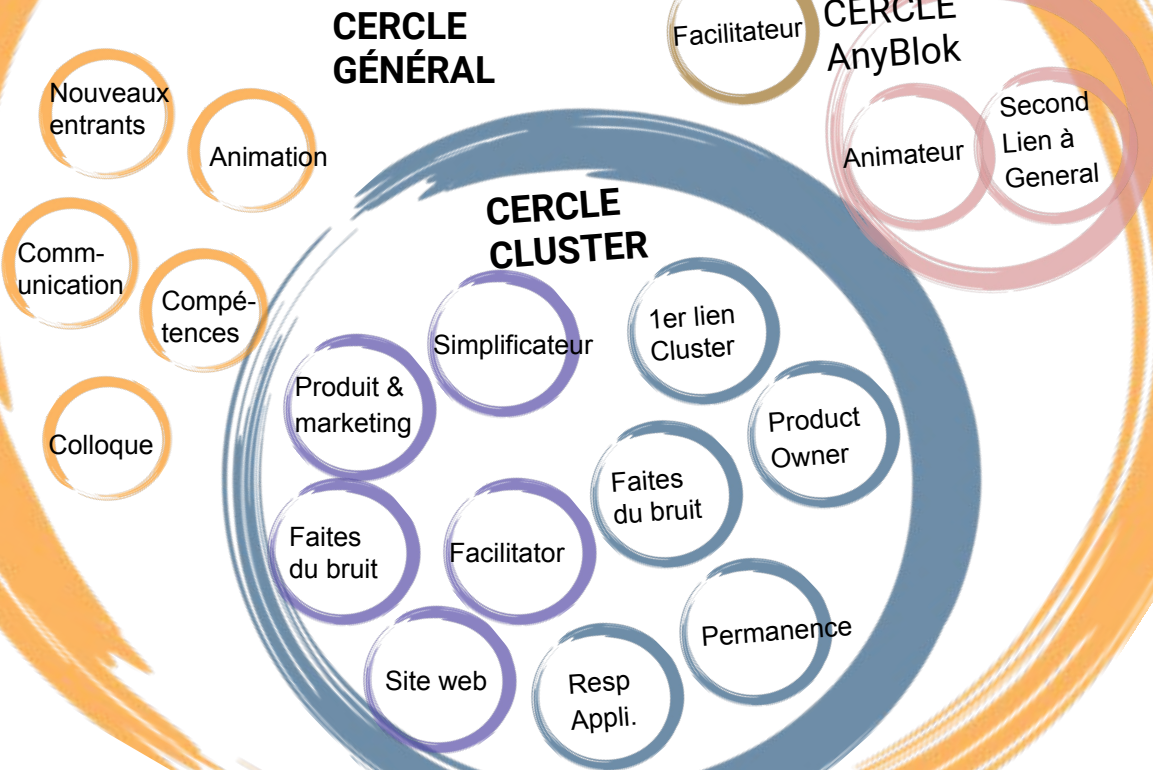 CERCLE
GÉNÉRAL
Facilitateur
CERCLE
AnyBlok
Nouveaux
entrants
Animation
Animateur
Second
Lien à
General
Comm-
unication
Compé-
tences
Colloque
CERCLE
CLUSTER
Simplificateur
1er lien
Cluster
Produit &
marketing
Product
Owner
Faites
du bruit
Faites
du bruit
Facilitator
Permanence
Site web
Resp
Appli.